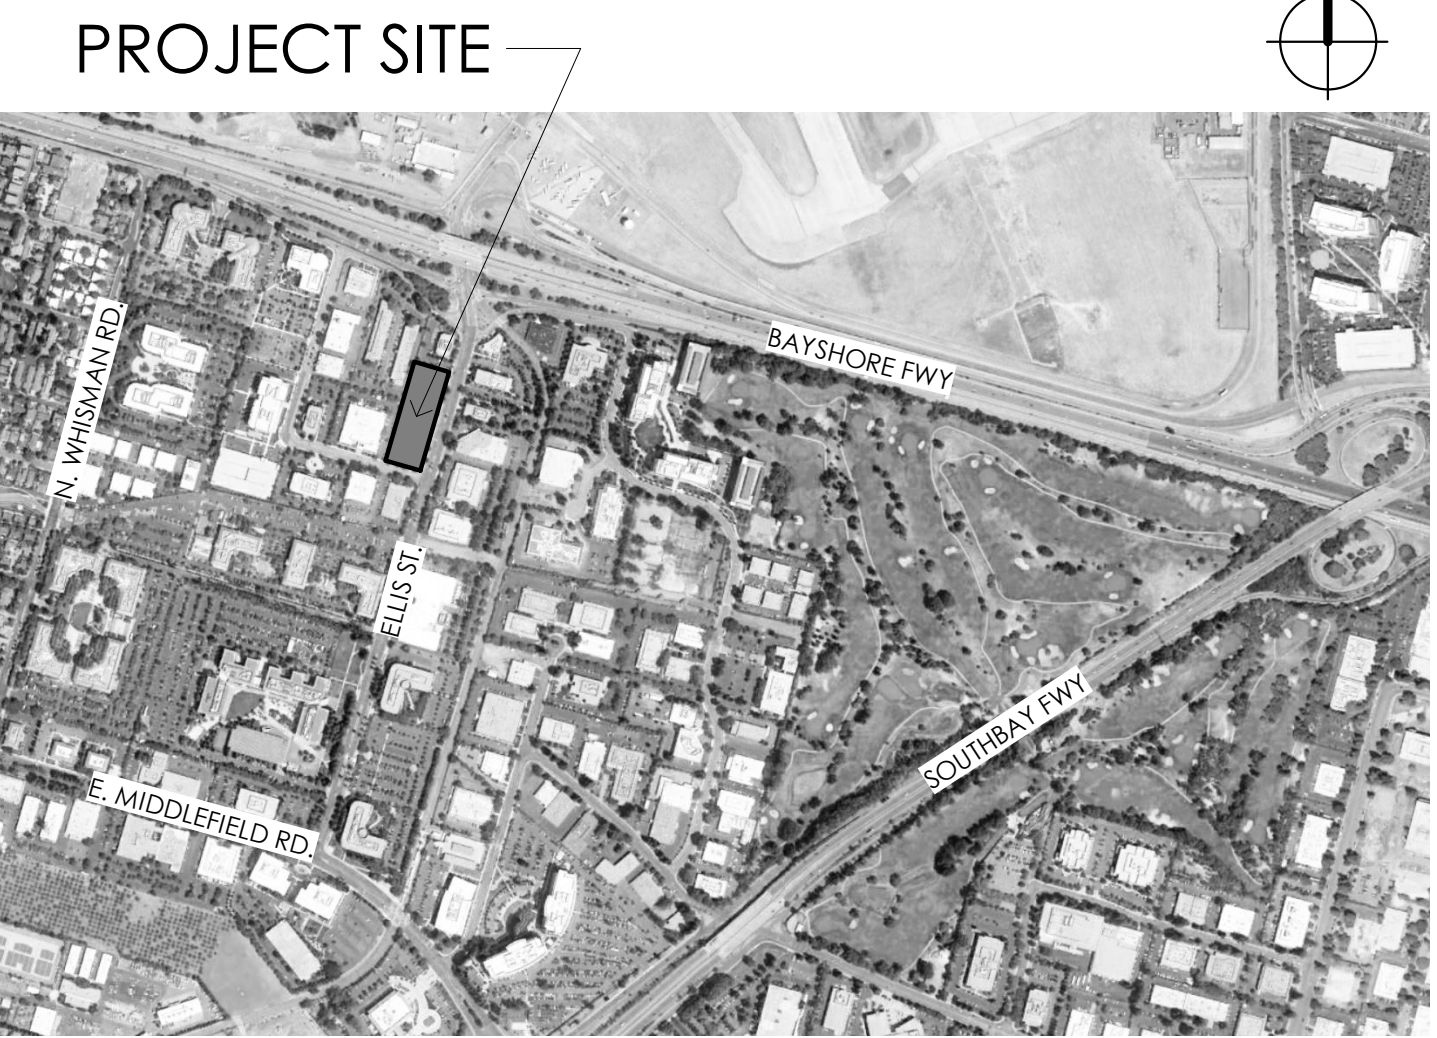 PROJECT SITE
BAYSHORE FWY
N. WHISMAN RD.
ELLIS ST.
SOUTHBAY FWY
E. MIDDLEFIELD RD.